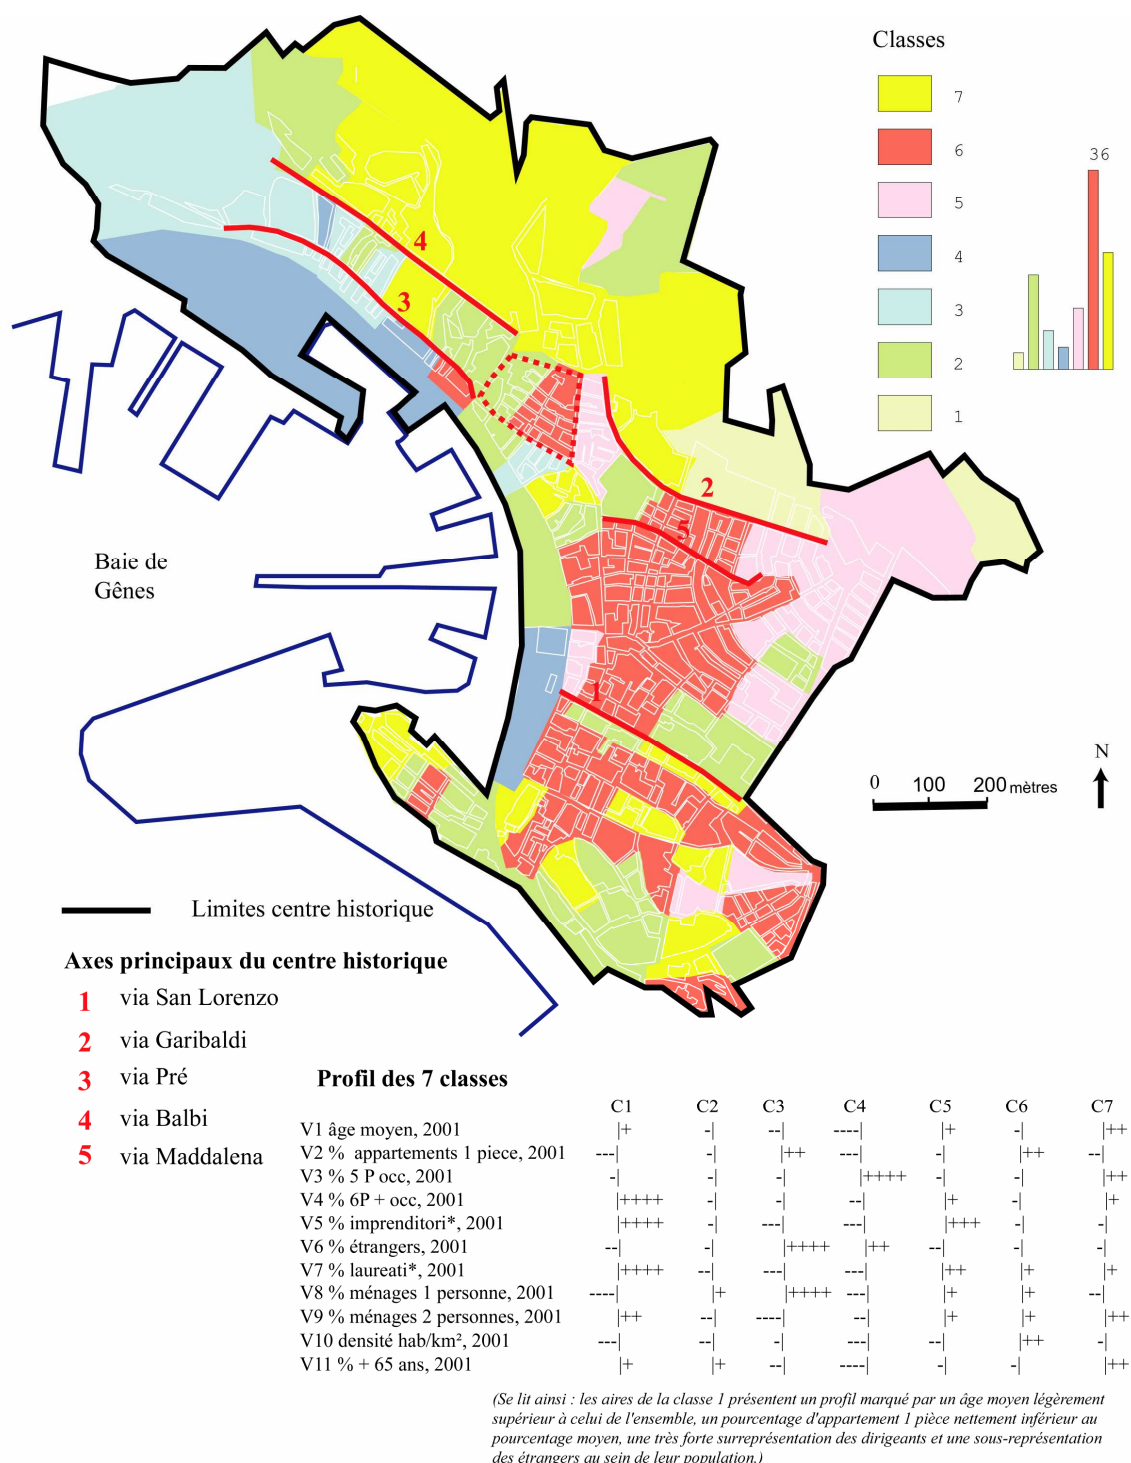 Classes
7
6
5
4
3
2
1
36
4
3
2
5
1
Baie de
Gênes
N
0 100 200 mètres
Limites centre historique
Axes principaux du centre historique
1 via San Lorenzo
2 via Garibaldi
3 via Pré
4 via Balbi
5 via Maddalena
Profil des 7 classes
C1 C2 C3 C4 C5 C6 C7
V1 âge moyen, 2001 |+ -| --| ----| |+ -| |++
V2 % appartements 1 piece, 2001 ---| -| |++ ---| -| |++ --|
V3 % 5 P occ, 2001 -| -| -| |++++ -| -| |++
V4 % 6P + occ, 2001 |++++ -| -| --| |+ -| |+
V5 % imprenditori*, 2001 |++++ -| ---| ---| |+++ -| -|
V6 % étrangers, 2001 --| -| |++++ |++ --| -| -|
V7 % laureati*, 2001 |++++ --| ---| ---| |++ |+ |+
V8 % ménages 1 personne, 2001 ----| |+ |++++ ---| |+ |+ --|
V9 % ménages 2 personnes, 2001 |++ --| ----| --| |+ |+ |++
V10 densité hab/km², 2001 ---| --| -| ---| --| |++ -|
V11 % + 65 ans, 2001 |+ |+ --| ----| -| -| |++
(Se lit ainsi : les aires de la classe 1 présentent un profil marqué par un âge moyen légèrement
supérieur à celui de l'ensemble, un pourcentage d'appartement 1 pièce nettement inférieur au
pourcentage moyen, une très forte surreprésentation des dirigeants et une sous-représentation
des étrangers au sein de leur population.)